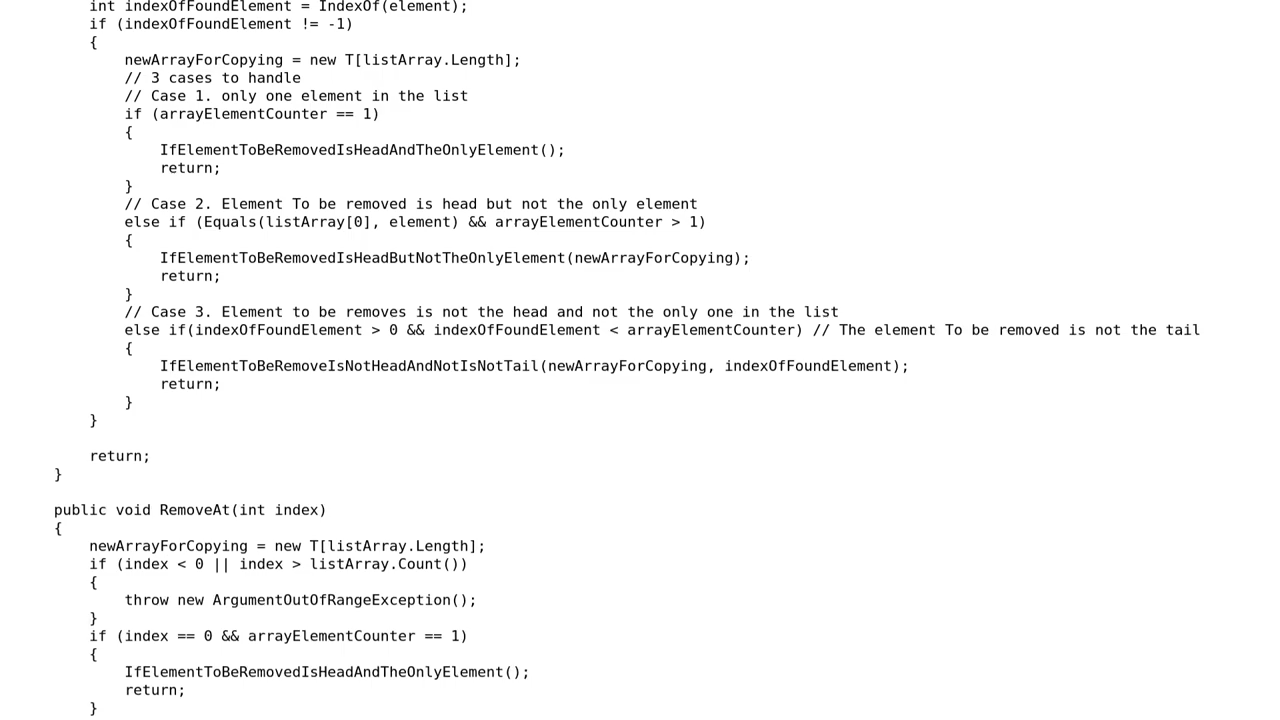 int indexOfFoundElement = IndexOf(element);
if (indexOfFoundElement != -1)
{
newArrayForCopying = new T[listArray.Length];
// 3 cases to handle
// Case 1. only one element in the list
if (arrayElementCounter == 1)
{
IfElementToBeRemovedIsHeadAndTheOnlyElement();
return;
}
// Case 2. Element To be removed is head but not the only element
else if (Equals(listArray[0], element) && arrayElementCounter > 1)
{
IfElementToBeRemovedIsHeadButNotTheOnlyElement(newArrayForCopying);
return;
}
// Case 3. Element to be removes is not the head and not the only one in the list
else if(indexOfFoundElement > 0 && indexOfFoundElement < arrayElementCounter) // The element To be removed is not the tail
{
IfElementToBeRemoveIsNotHeadAndNotIsNotTail(newArrayForCopying, indexOfFoundElement);
return;
}
}
return;
}
public void RemoveAt(int index)
{
newArrayForCopying = new T[listArray.Length];
if (index < 0 || index > listArray.Count())
{
throw new ArgumentOutOfRangeException();
}
if (index == 0 && arrayElementCounter == 1)
{
IfElementToBeRemovedIsHeadAndTheOnlyElement();
return;
}